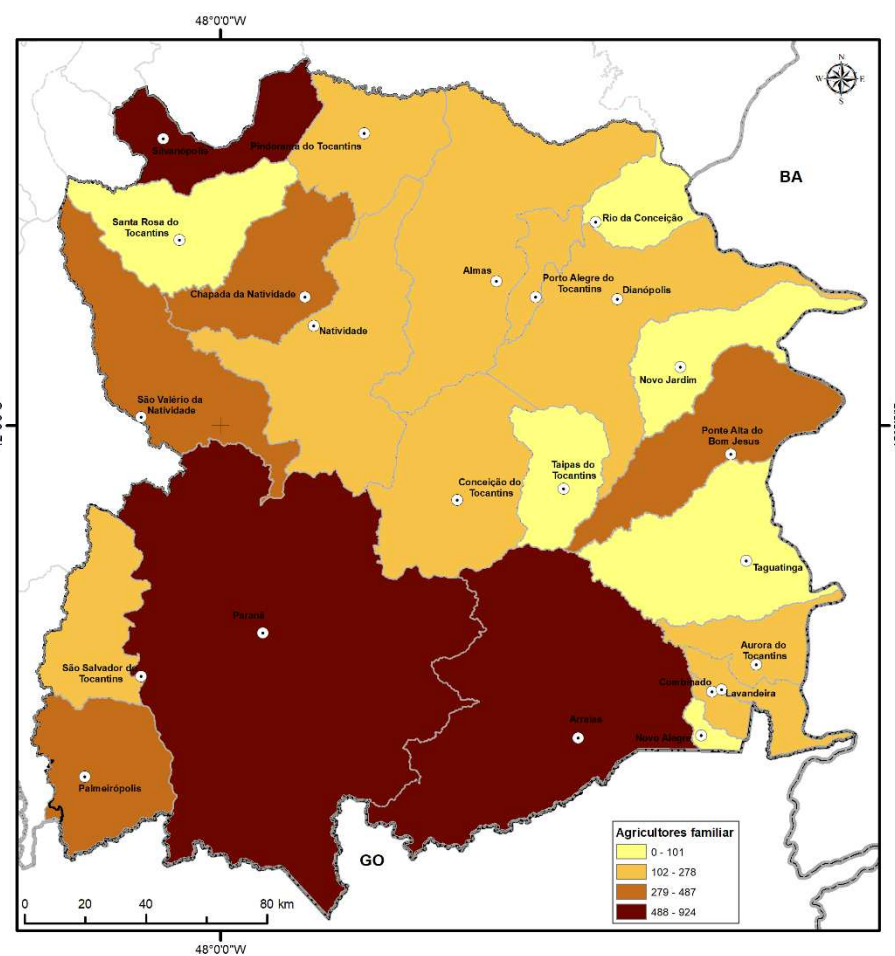 48°0'0"W
N
W E
S
BA
Silvanópolis
Pindorama do Tocantins
Santa Rosa do
Tocantins
Rio da Conceição
Almas
Porto Alegre do
Tocantins
Dianópolis
Chapada da Natividade
Natividade
Novo Jardim
São Valério da
Natividade
Ponte Alta do
Bom Jesus
Taipas do
Tocantins
Conceição do
Tocantins
Taguatinga
Paranã
Aurora do
Tocantins
São Salvador do
Tocantins
Combinado
Lavandeira
Arraias
Novo Alegre
Palmeirópolis
GO
Agricultores familiar
0 - 101
102 - 278
279 - 487
488 - 924
0 20 40 80 km
48°0'0"W